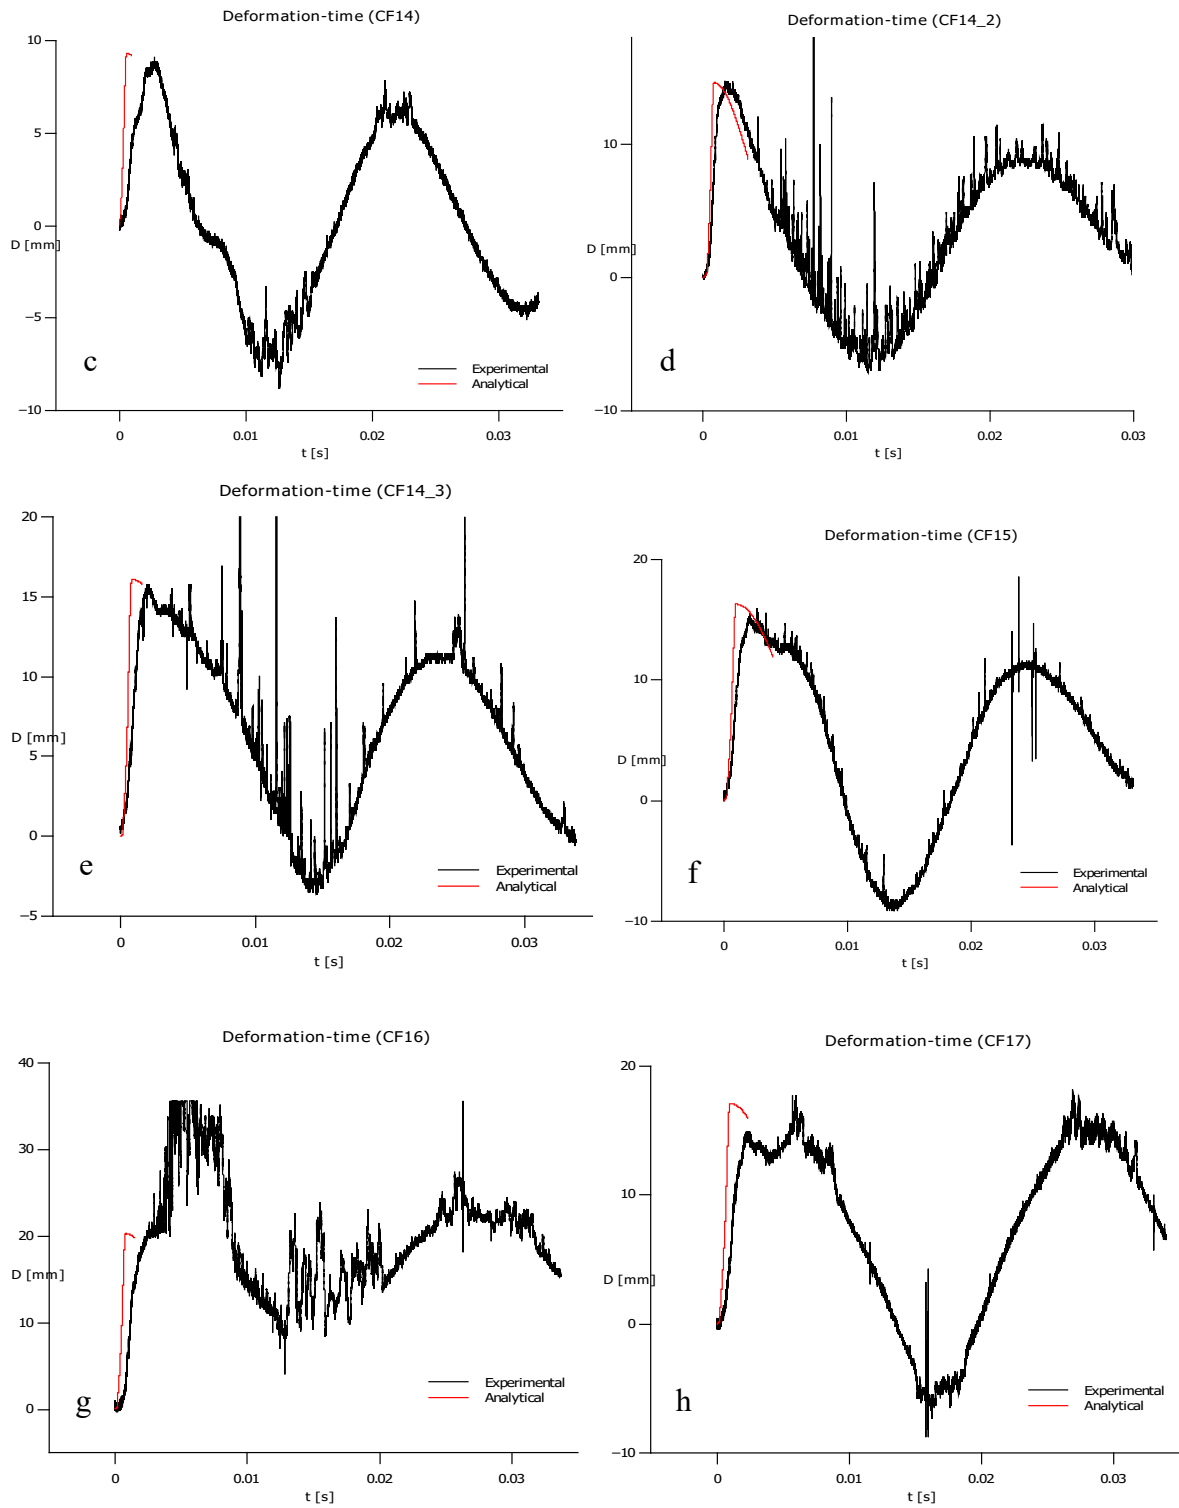 Deformation-time (CF14)
10
5
0
D [mm]
−5
−10
c
Experimental
Analytical
0 0.01 0.02 0.03
t [s]
Deformation-time (CF14_2)
10
D [mm]
0
−10
d
Experimental
Analytical
0 0.01 0.02 0.03
t [s]
Deformation-time (CF14_3)
20
15
10
D [mm]
5
0
−5
e
Experimental
Analytical
0 0.01 0.02 0.03
t [s]
Deformation-time (CF15)
20
10
D [mm]
0
−10
f
Experimental
Analytical
0 0.01 0.02 0.03
t [s]
Deformation-time (CF16)
40
30
20
D [mm]
10
0
g
Experimental
Analytical
0 0.01 0.02 0.03
t [s]
Deformation-time (CF17)
20
10
D [mm]
0
−10
h
Experimental
Analytical
0 0.01 0.02 0.03
t [s]